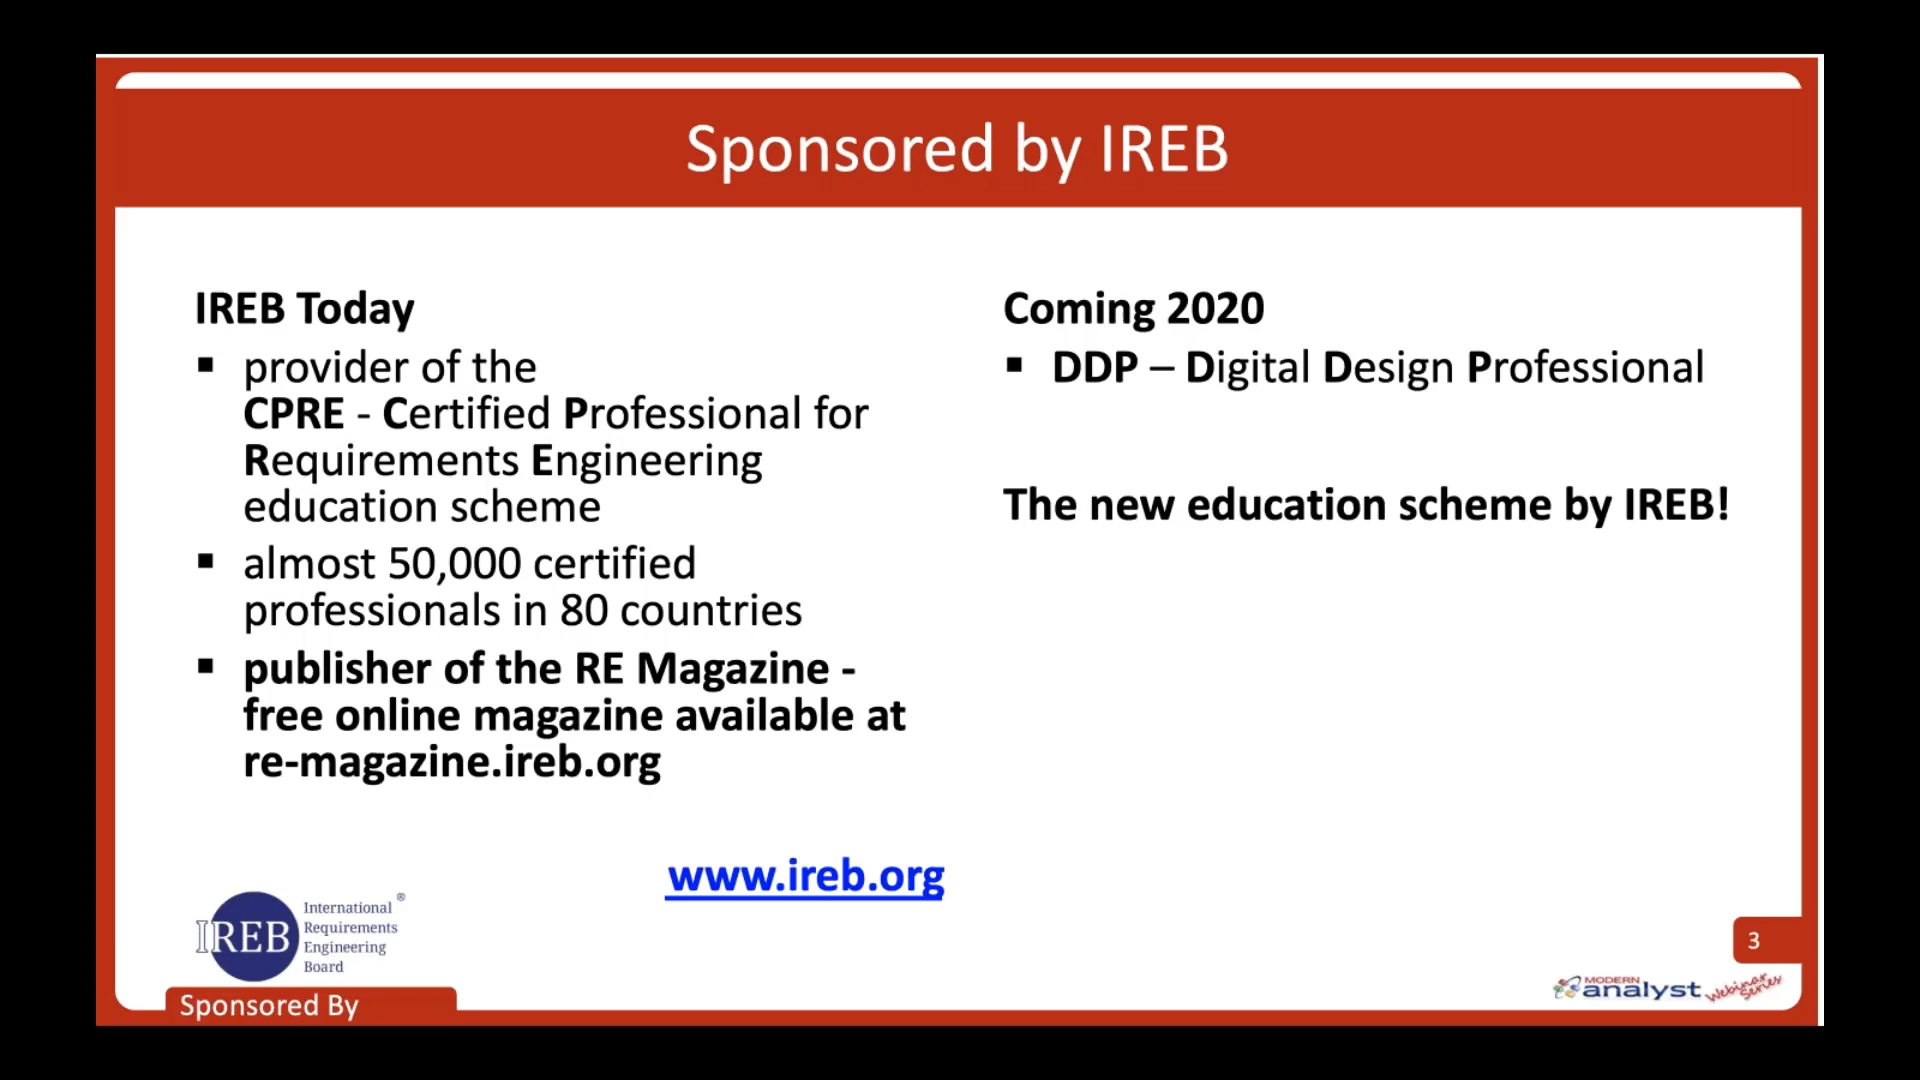 Sponsored by IREB
IREB Today
▪ provider of the
CPRE - Certified Professional for
Requirements Engineering
education scheme
▪ almost 50,000 certified
professionals in 80 countries
▪ publisher of the RE Magazine -
free online magazine available at
re-magazine.ireb.org
Coming 2020
▪ DDP – Digital Design Professional
The new education scheme by IREB!
www.ireb.org
IREB
International ®
Requirements
Engineering
Board
Sponsored By
3
MODERN
analyst Webinar
Series